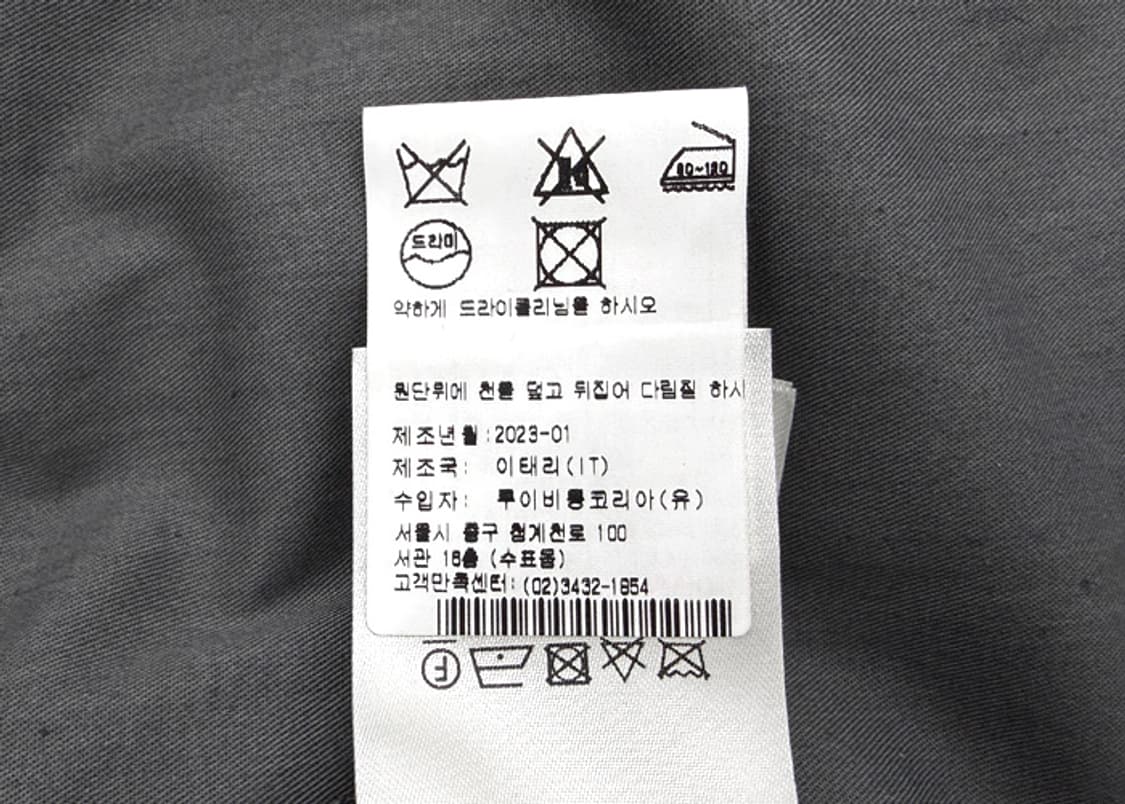 80~120
드라이
약하게 드라이클리닝을 하시오
원단위에 천을 덮고 뒤집어 다림질 하시
제조년월:2023-01
제조국: 이태리(IT)
수입자: 루이비통코리아(유)
서울시 중구 청계천로 100
서관 18층 (수표동)
고객만족센터:(02)3432-1854
F